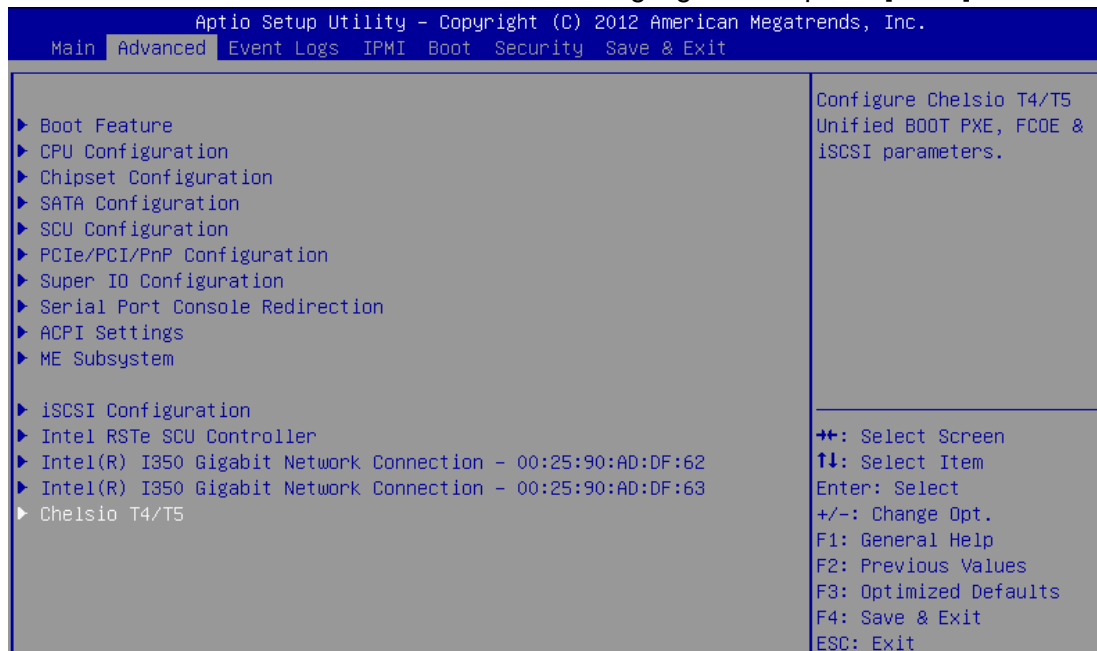 Aptio Setup Utility – Copyright (C) 2012 American Megatrends, Inc.
Main Advanced Event Logs IPMI Boot Security Save & Exit
▶ Boot Feature
▶ CPU Configuration
▶ Chipset Configuration
▶ SATA Configuration
▶ SCU Configuration
▶ PCIe/PCI/PnP Configuration
▶ Super IO Configuration
▶ Serial Port Console Redirection
▶ ACPI Settings
▶ ME Subsystem
▶ iSCSI Configuration
▶ Intel RSTe SCU Controller
▶ Intel(R) I350 Gigabit Network Connection – 00:25:90:AD:DF:62
▶ Intel(R) I350 Gigabit Network Connection – 00:25:90:AD:DF:63
▶ Chelsio T4/T5
Configure Chelsio T4/T5
Unified BOOT PXE, FCOE &
iSCSI parameters.
→←: Select Screen
↑↓: Select Item
Enter: Select
+/-: Change Opt.
F1: General Help
F2: Previous Values
F3: Optimized Defaults
F4: Save & Exit
ESC: Exit